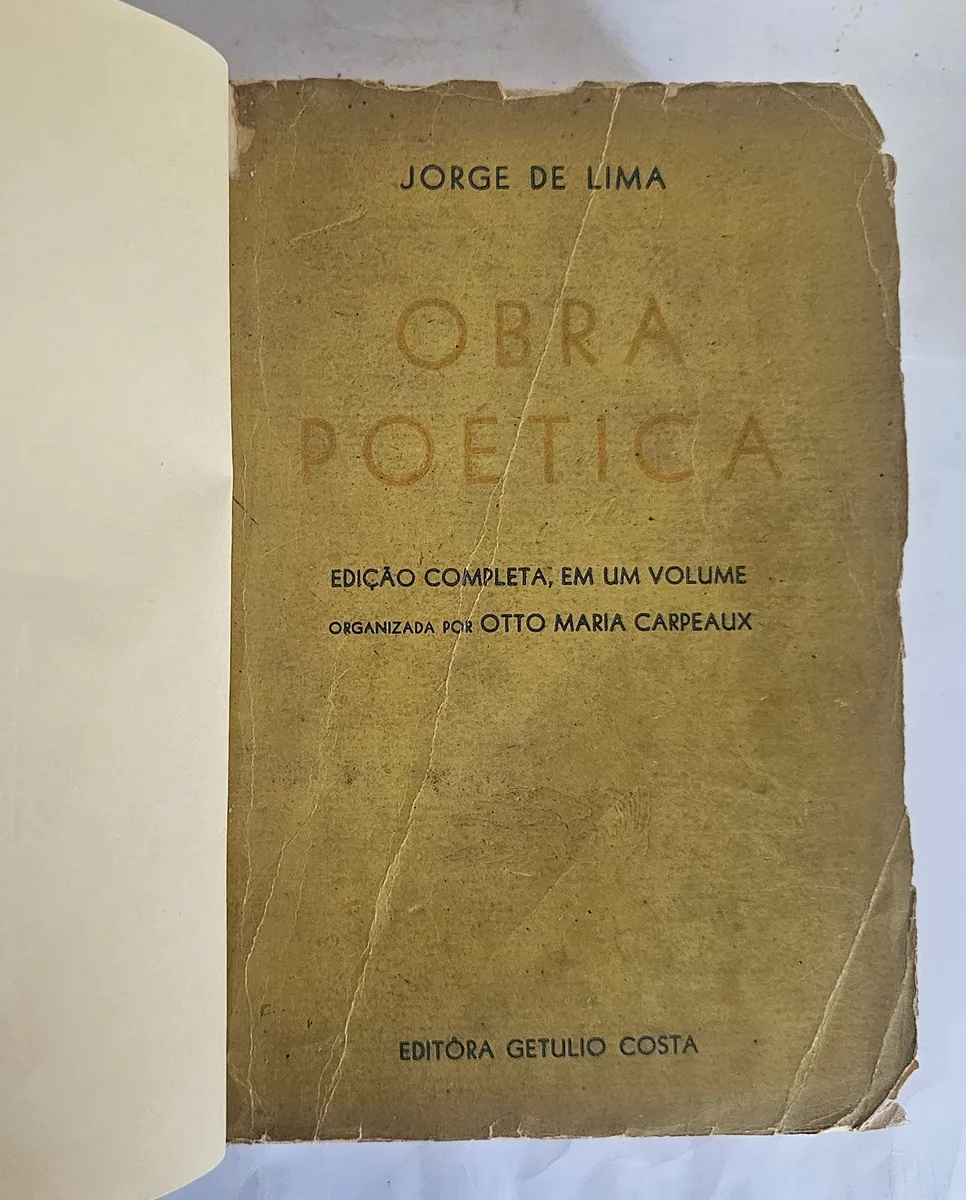 JORGE DE LIMA
OBRA
POÉTICA
EDIÇÃO COMPLETA, EM UM VOLUME
ORGANIZADA POR OTTO MARIA CARPEAUX
EDITÔRA GETULIO COSTA